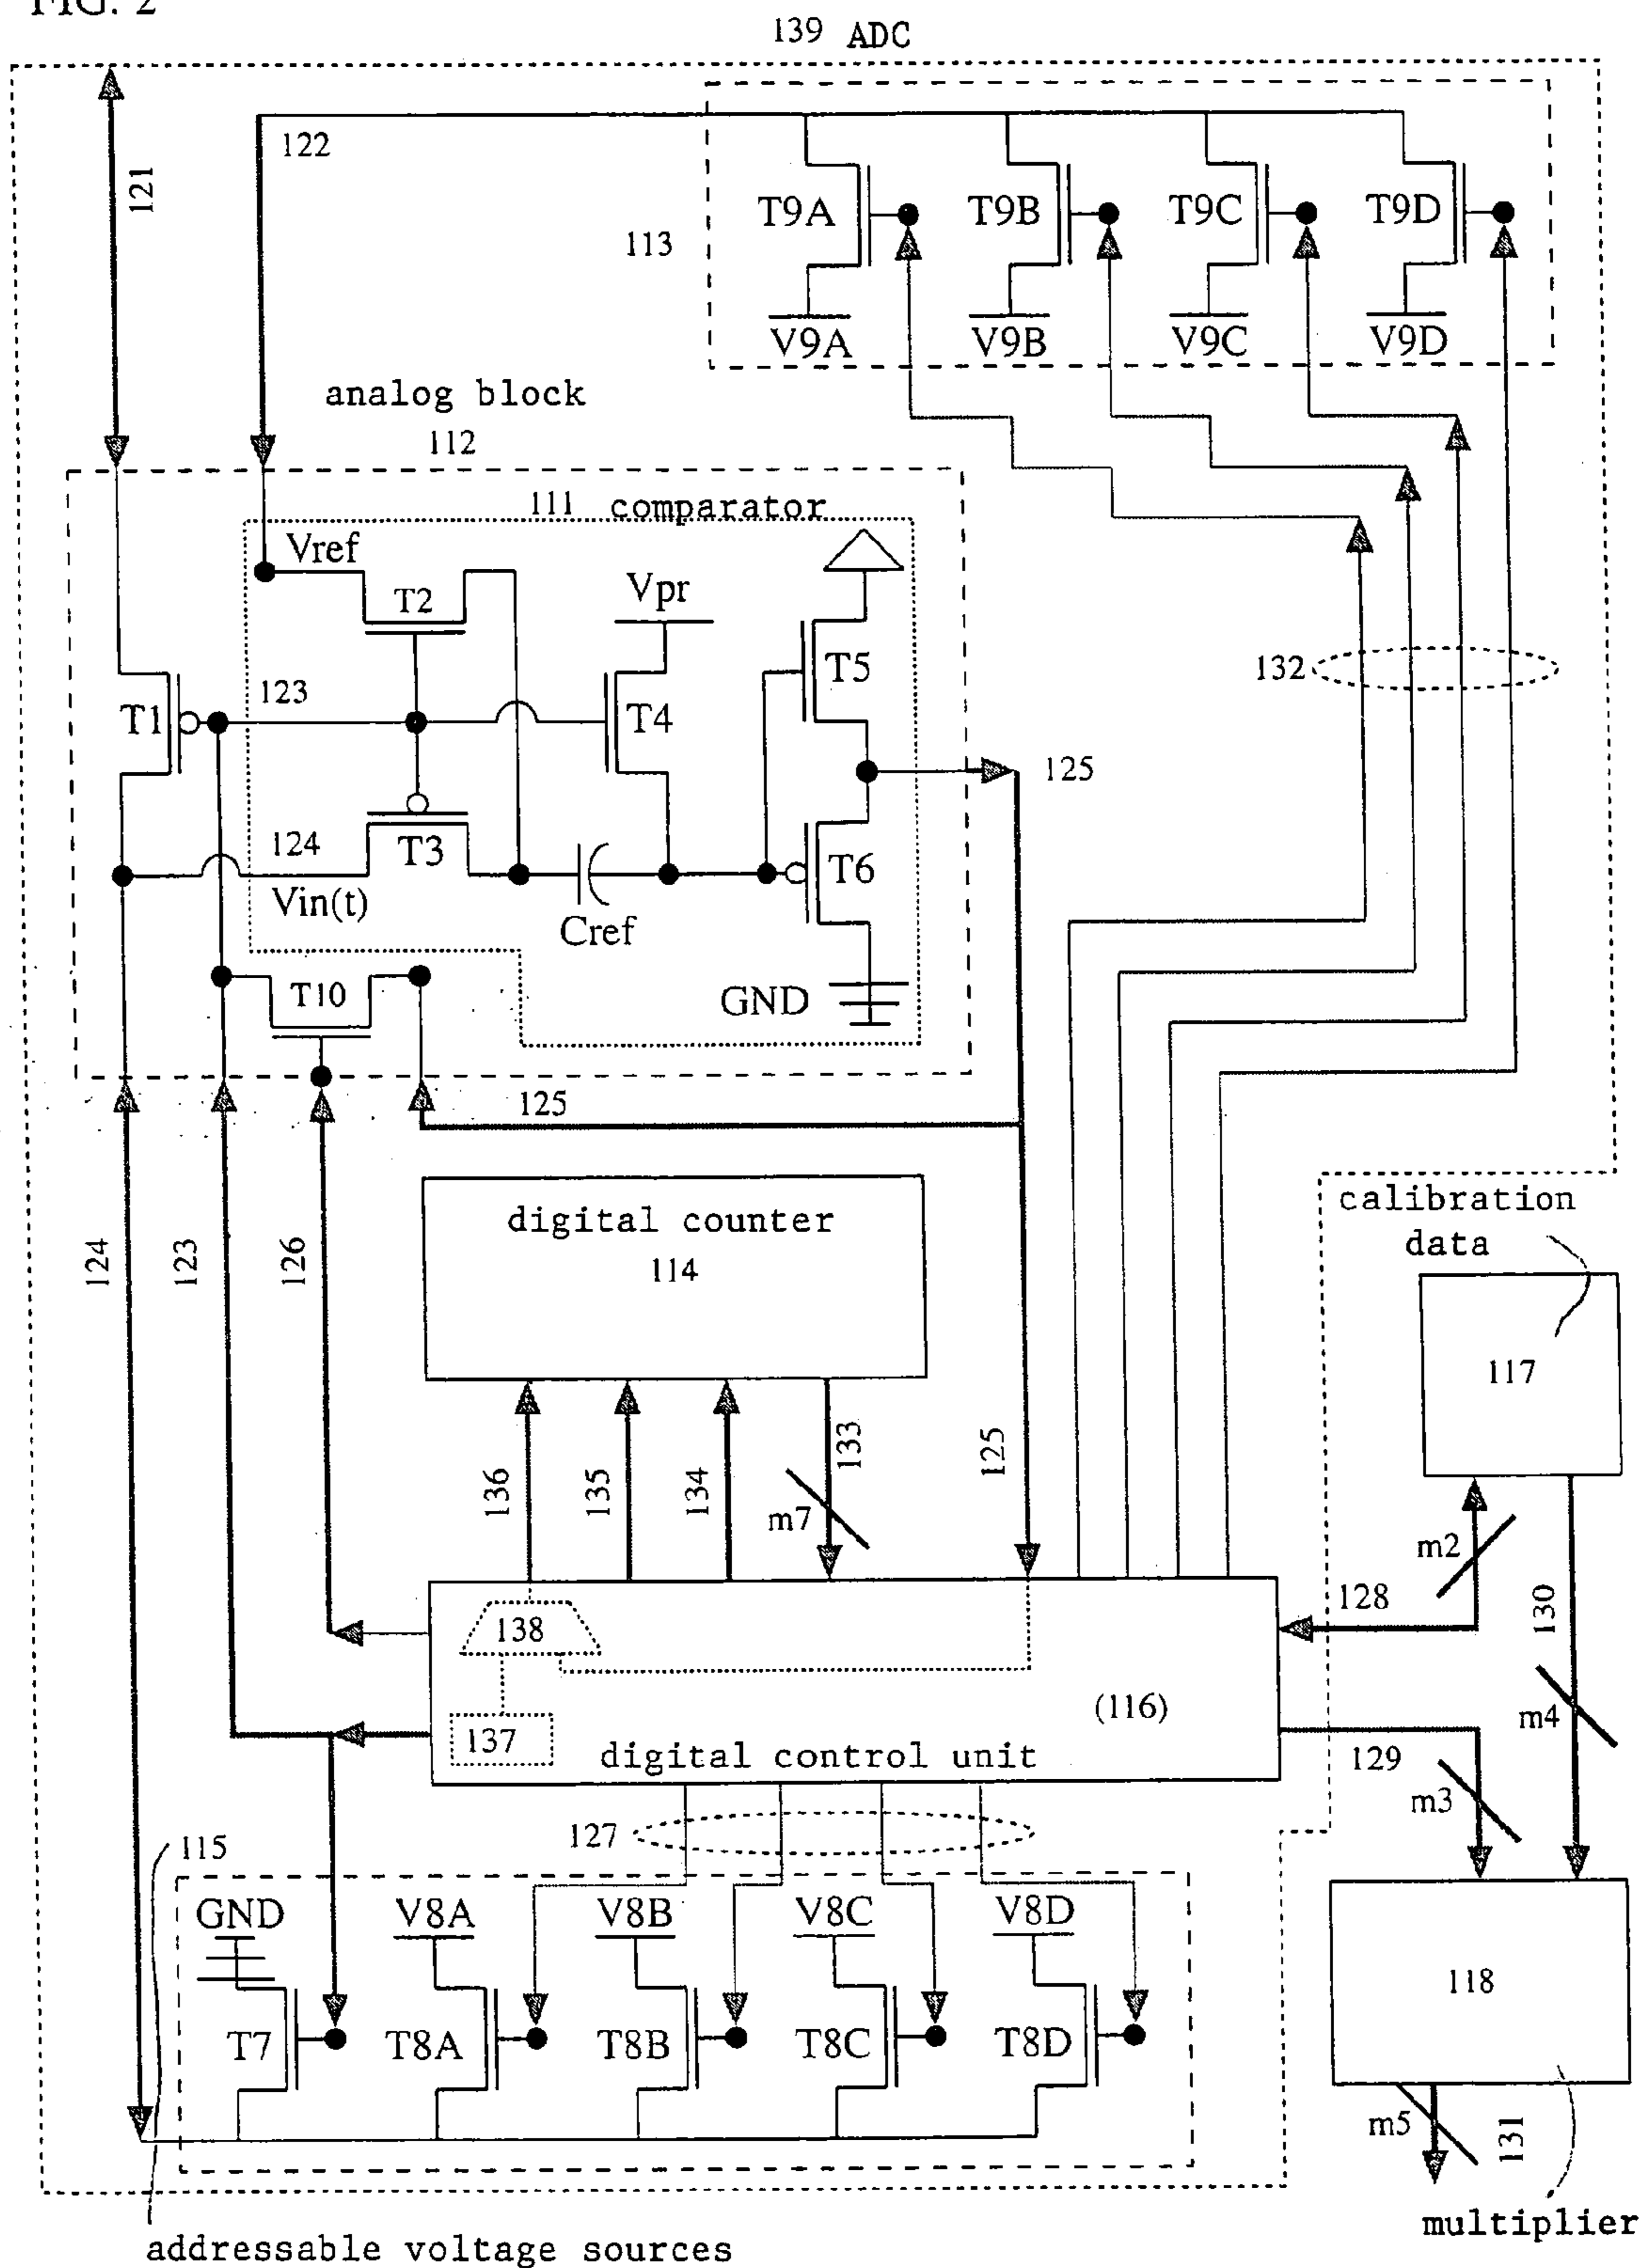 FIG. 2
139 ADC
122
121
T9A
T9B
T9C
T9D
113
V9A
V9B
V9C
V9D
analog block
112
111 comparator
Vref
T2
Vpr
T5
132
123
T1
T4
125
124
T3
T6
Vin(t)
Cref
T10
GND
125
calibration
data
digital counter
114
124
123
126
117
136
135
134
133
125
m7
m2
128
130
138
(116)
m4
137
digital control unit
129
m3
127
115
GND
V8A
V8B
V8C
V8D
118
T7
T8A
T8B
T8C
T8D
m5
131
multiplier
addressable voltage sources